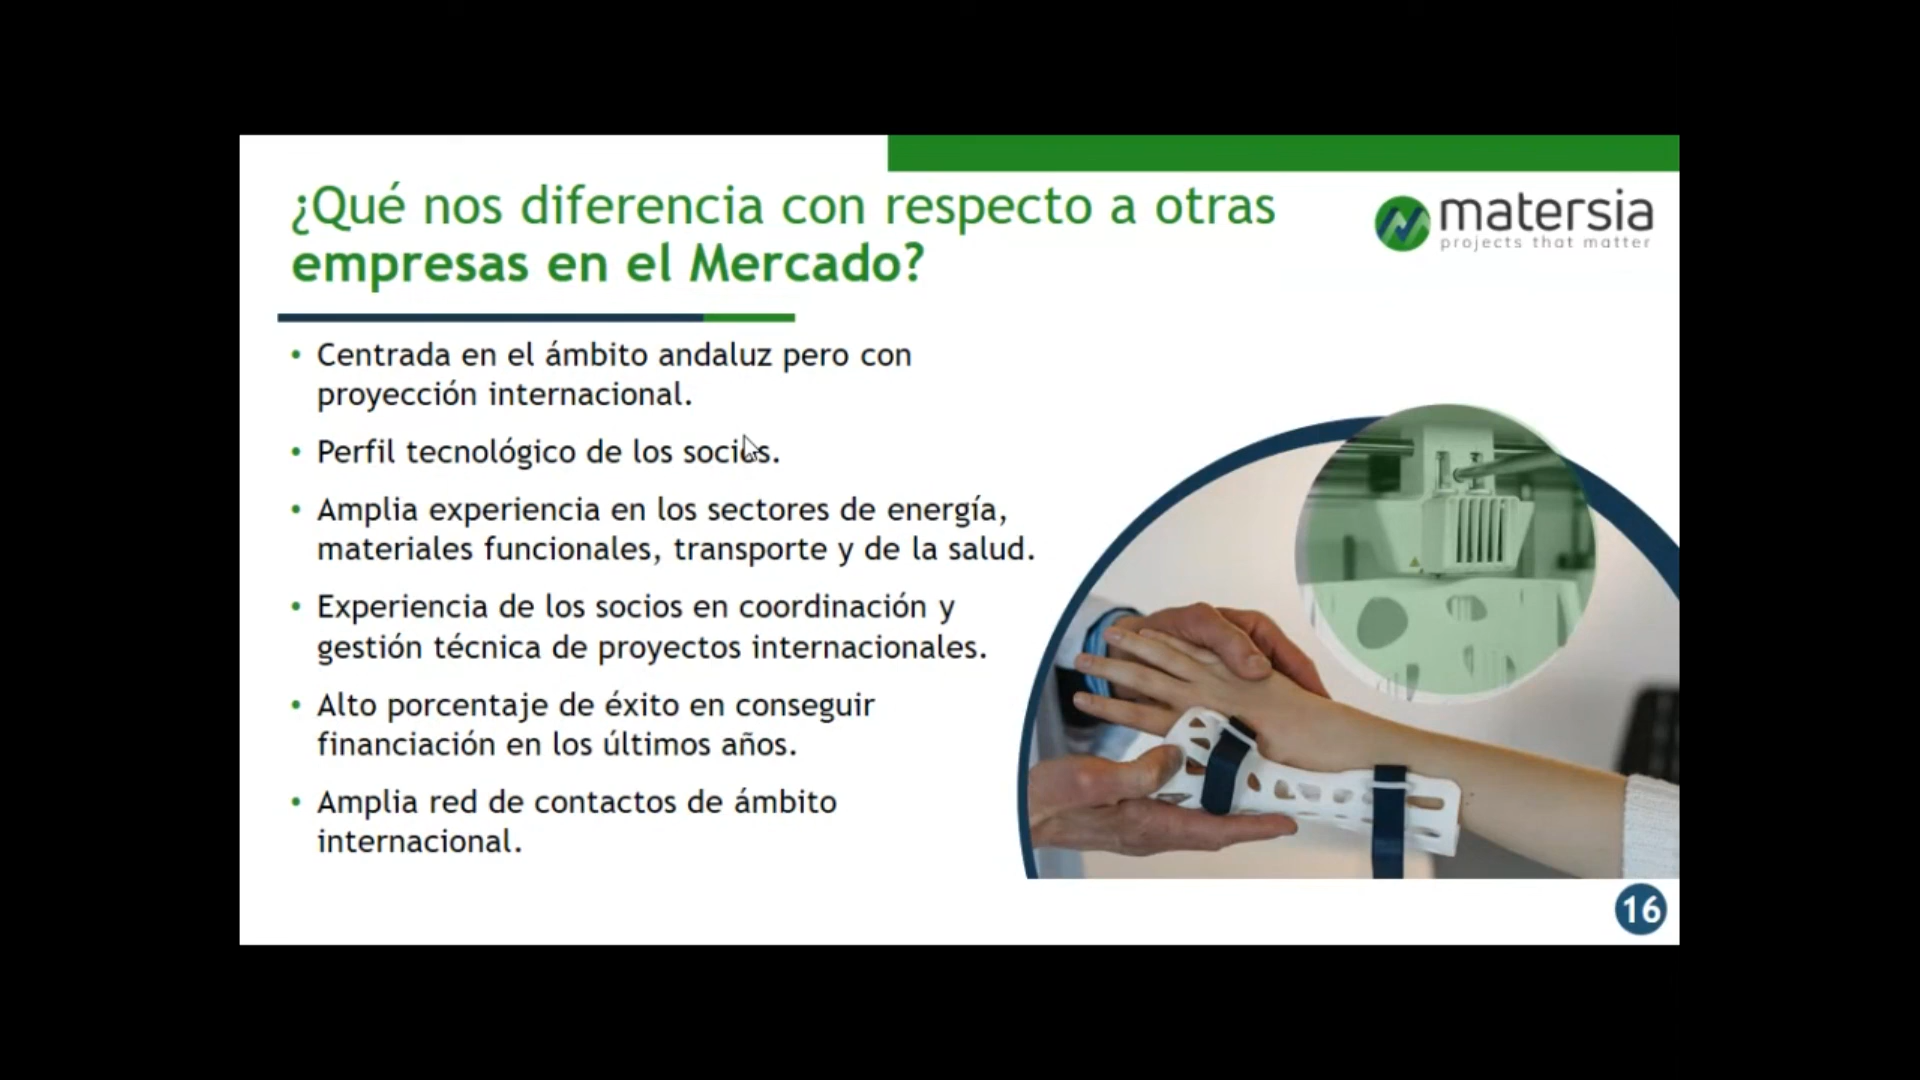 ¿Qué nos diferencia con respecto a otras
empresas en el Mercado?
matersia
projects that matter
• Centrada en el ámbito andaluz pero con
proyección internacional.
• Perfil tecnológico de los socios.
• Amplia experiencia en los sectores de energía,
materiales funcionales, transporte y de la salud.
• Experiencia de los socios en coordinación y
gestión técnica de proyectos internacionales.
• Alto porcentaje de éxito en conseguir
financiación en los últimos años.
• Amplia red de contactos de ámbito
internacional.
16